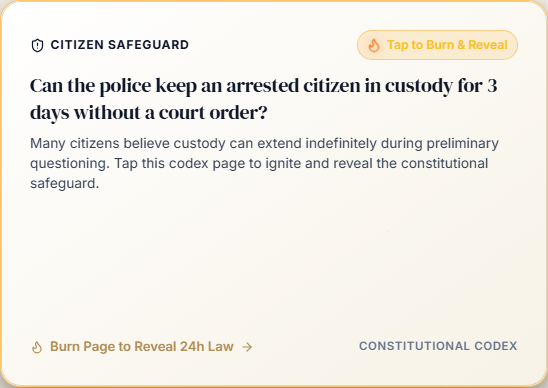 CITIZEN SAFEGUARD
Tap to Burn & Reveal
Can the police keep an arrested citizen in custody for 3
days without a court order?
Many citizens believe custody can extend indefinitely during preliminary
questioning. Tap this codex page to ignite and reveal the constitutional
safeguard.
Burn Page to Reveal 24h Law →
CONSTITUTIONAL CODEX